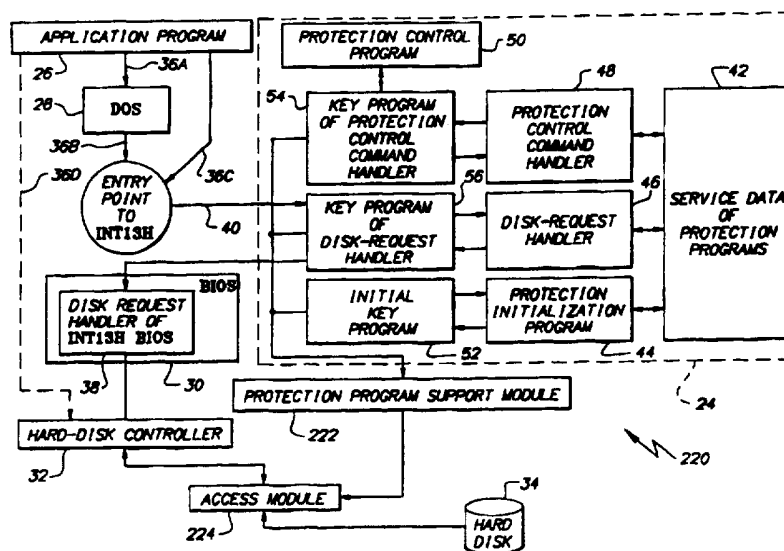 APPLICATION PROGRAM
26
36A
28
DOS
36B
36C
36D
ENTRY
POINT
TO
INT13H
40
PROTECTION CONTROL
PROGRAM
50
54
KEY PROGRAM
OF PROTECTION
CONTROL
COMMAND
HANDLER
48
PROTECTION
CONTROL
COMMAND
HANDLER
42
SERVICE DATA
OF
PROTECTION
PROGRAMS
56
KEY PROGRAM
OF
DISK-REQUEST
HANDLER
46
DISK-REQUEST
HANDLER
BIOS
DISK REQUEST
HANDLER OF
INT13H BIOS
38
30
INITIAL
KEY
PROGRAM
52
PROTECTION
INITIALIZATION
PROGRAM
44
24
PROTECTION PROGRAM SUPPORT MODULE
222
HARD-DISK CONTROLLER
32
220
ACCESS MODULE
224
34
HARD
DISK